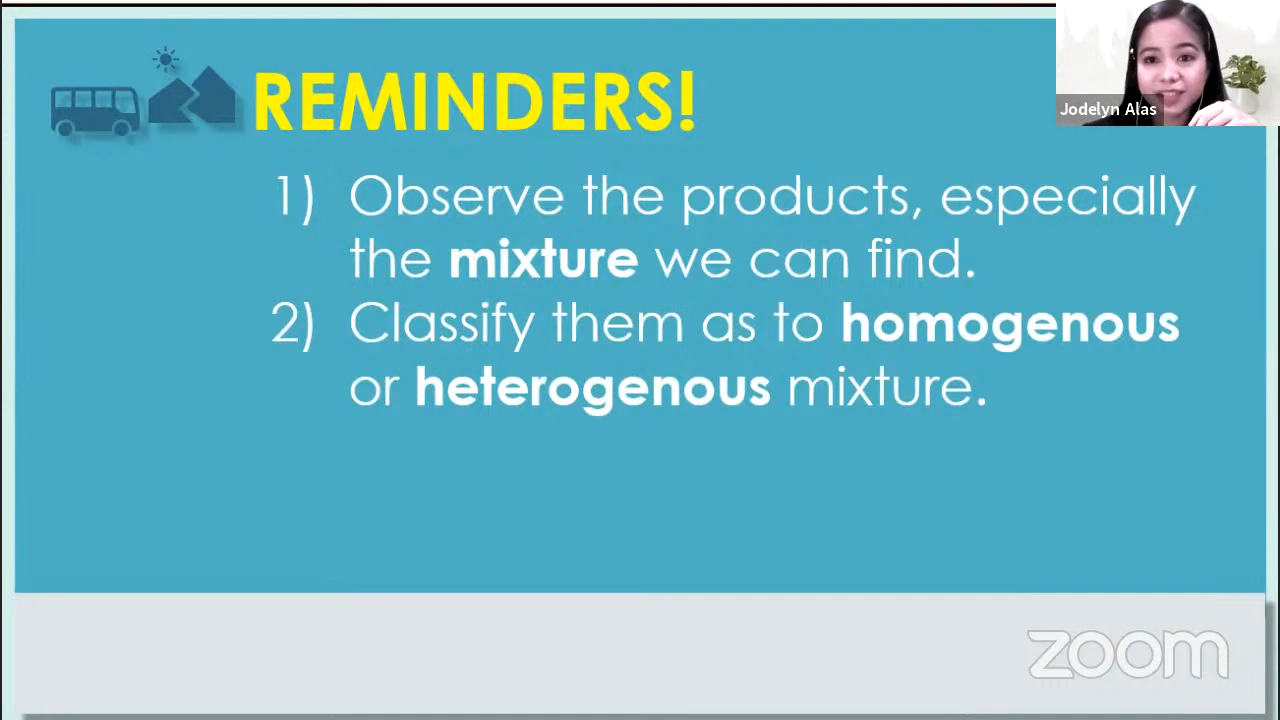 REMINDERS!
Jodelyn Alas
1) Observe the products, especially
the mixture we can find.
2) Classify them as to homogenous
or heterogenous mixture.
zoom